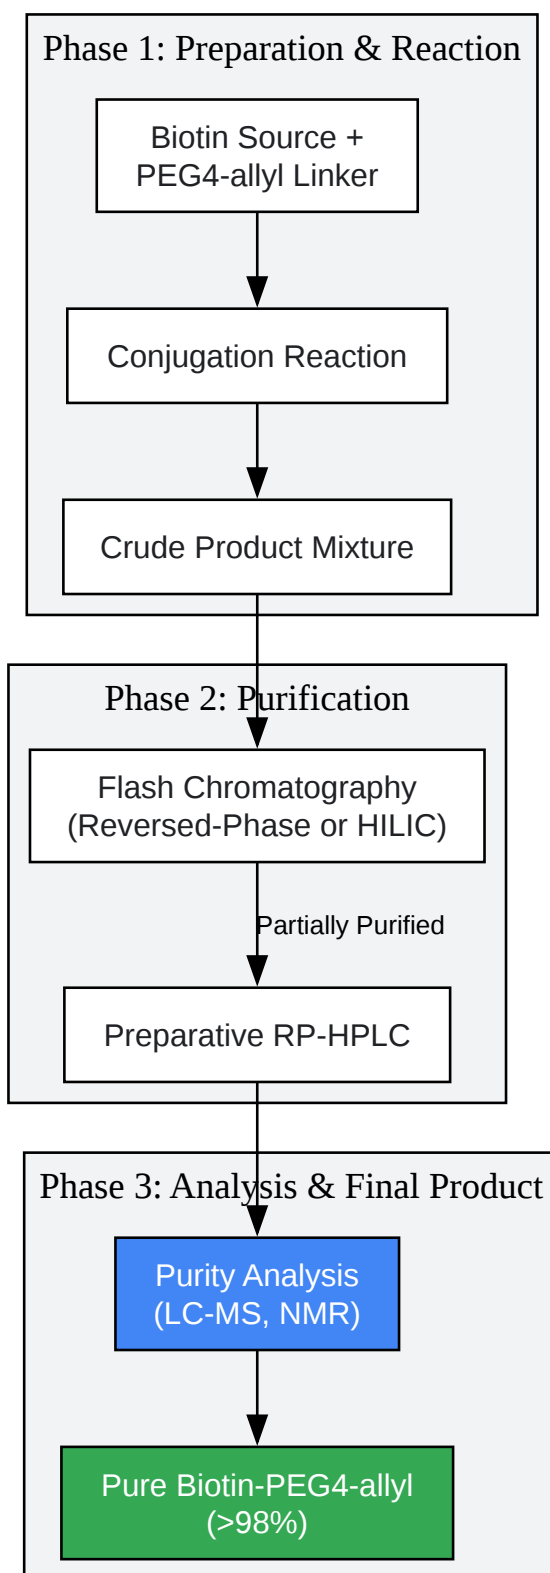 Phase 1: Preparation & Reaction
Biotin Source +
PEG4-allyl Linker
Conjugation Reaction
Crude Product Mixture
Phase 2: Purification
Flash Chromatography
(Reversed-Phase or HILIC)
Partially Purified
Preparative RP-HPLC
Phase 3: Analysis & Final Product
Purity Analysis
(LC-MS, NMR)
Pure Biotin-PEG4-allyl
(>98%)